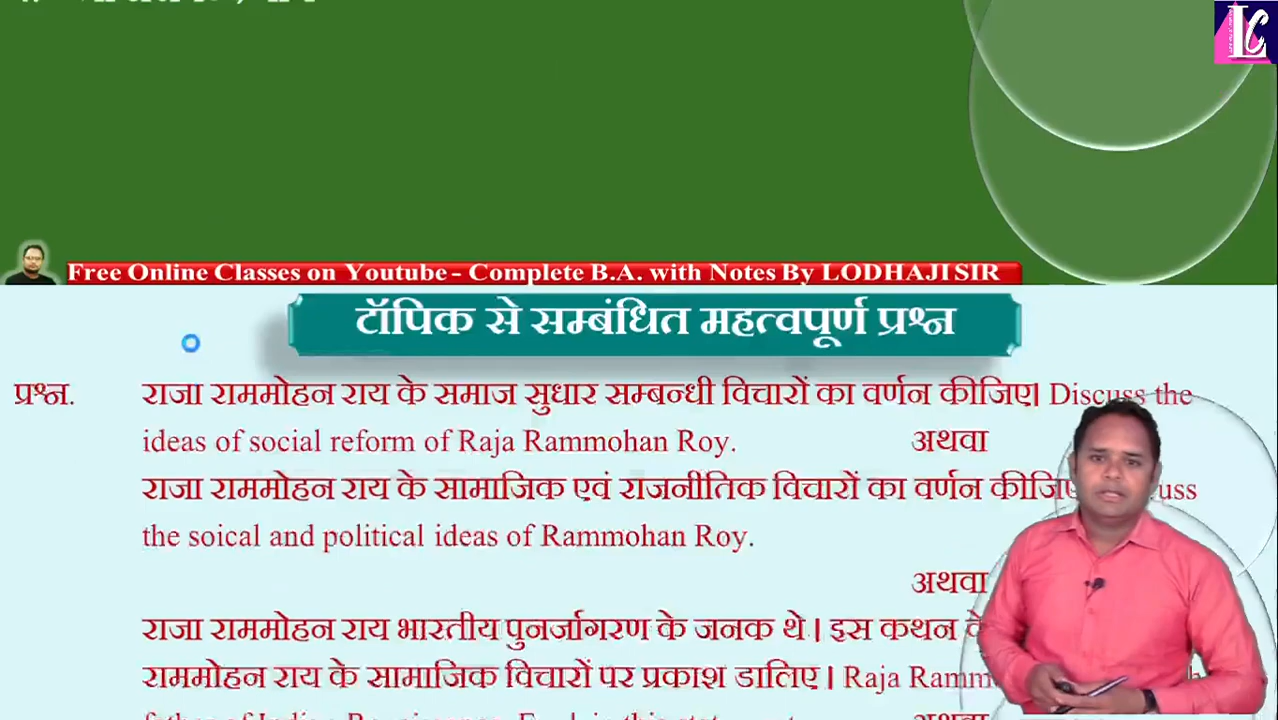 LC
Free Online Classes on Youtube - Complete B.A. with Notes By LODHAJI SIR
टॉपिक से सम्बंधित महत्वपूर्ण प्रश्न
प्रश्न. राजा राममोहन राय के समाज सुधार सम्बन्धी विचारों का वर्णन कीजिए। Discuss the
ideas of social reform of Raja Rammohan Roy. अथवा
राजा राममोहन राय के सामाजिक एवं राजनीतिक विचारों का वर्णन
the soical and political ideas of Rammohan Roy.
अथवा
राजा राममोहन राय भारतीय पुनर्जागरण के जनक थे। इस कथन
राममोहन राय के सामाजिक विचारों पर प्रकाश डालिए। Raja
अथवा